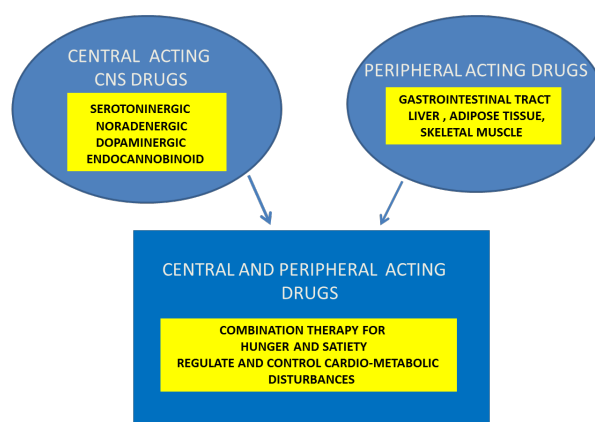 CENTRAL ACTING
CNS DRUGS
SEROTONINERGIC
NORADENERGIC
DOPAMINERGIC
ENDOCANNOBINOID
PERIPHERAL ACTING DRUGS
GASTROINTESTINAL TRACT
LIVER , ADIPOSE TISSUE,
SKELETAL MUSCLE
CENTRAL AND PERIPHERAL ACTING
DRUGS
COMBINATION THERAPY FOR
HUNGER AND SATIETY
REGULATE AND CONTROL CARDIO-METABOLIC
DISTURBANCES